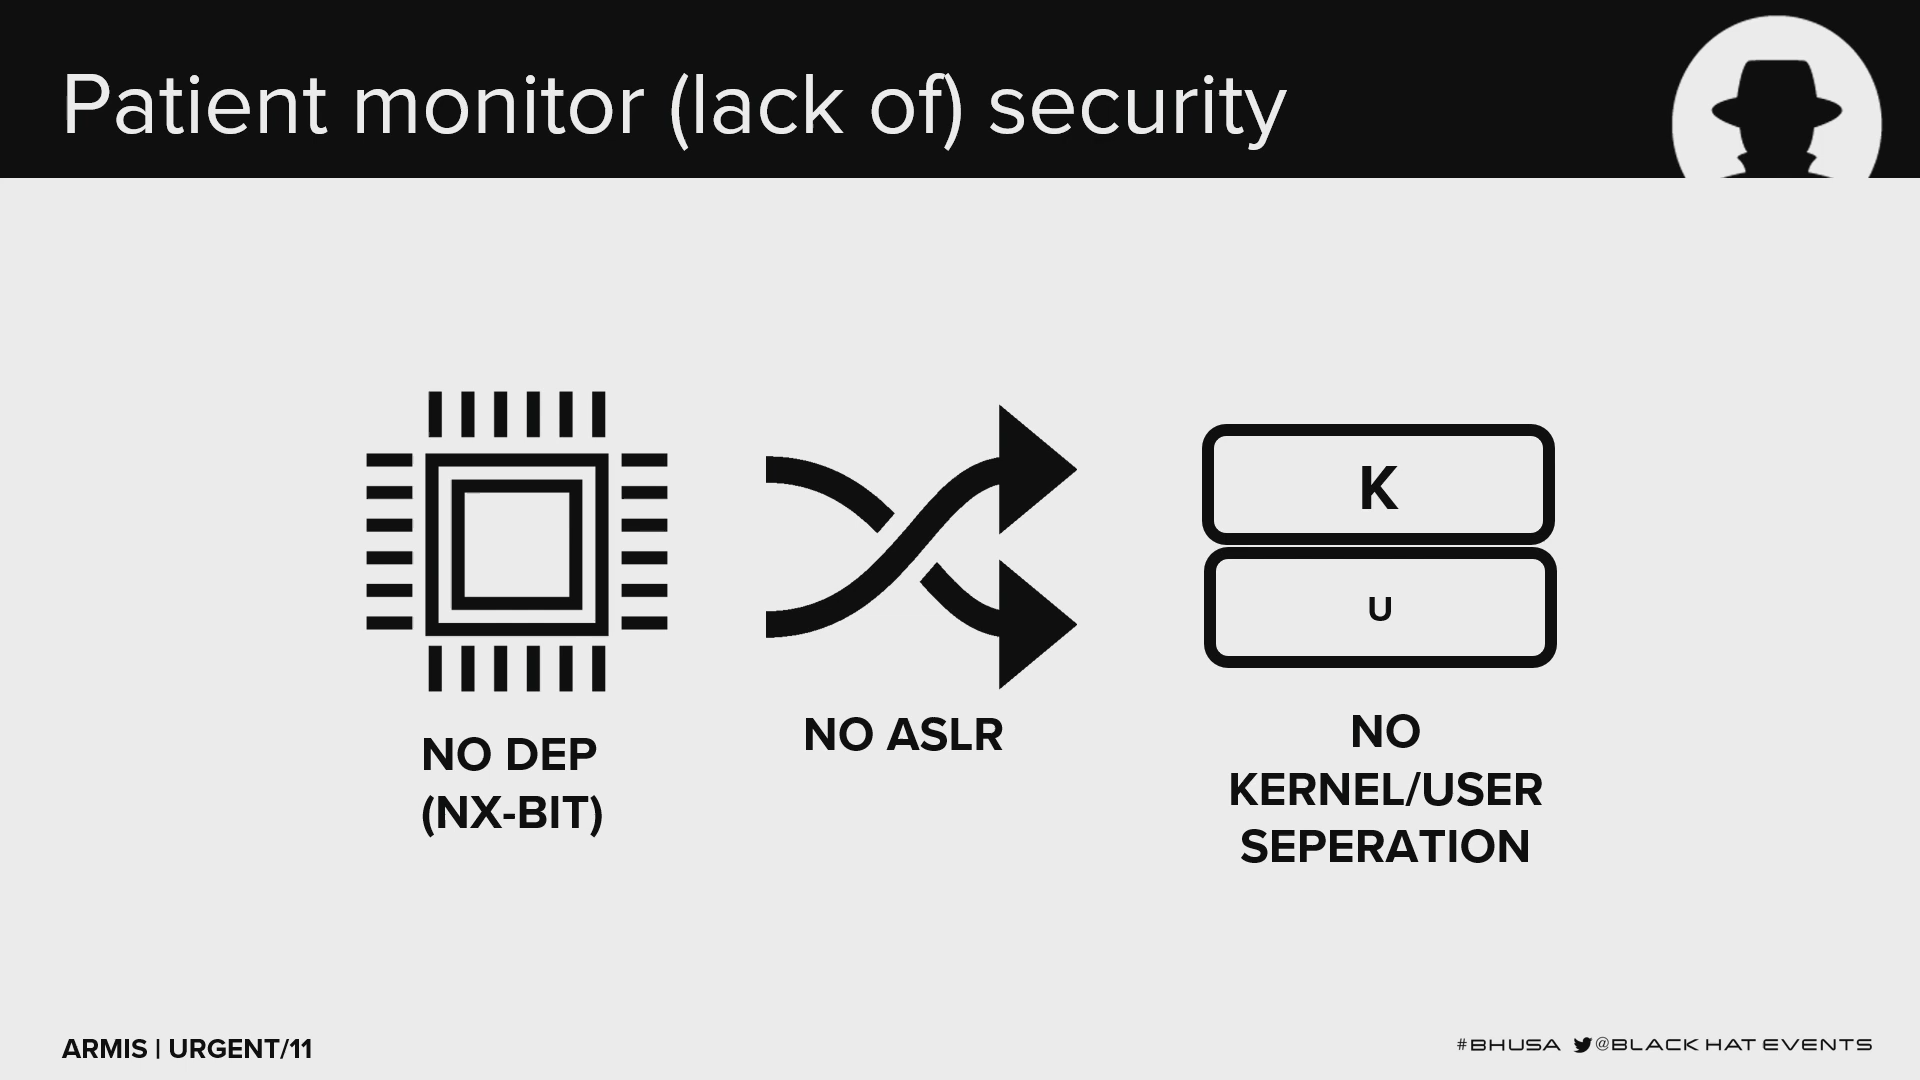 Patient monitor (lack of) security
K
U
NO DEP
(NX-BIT)
NO ASLR
NO
KERNEL/USER
SEPERATION
ARMIS | URGENT/11
#BHUSA @BLACK HAT EVENTS